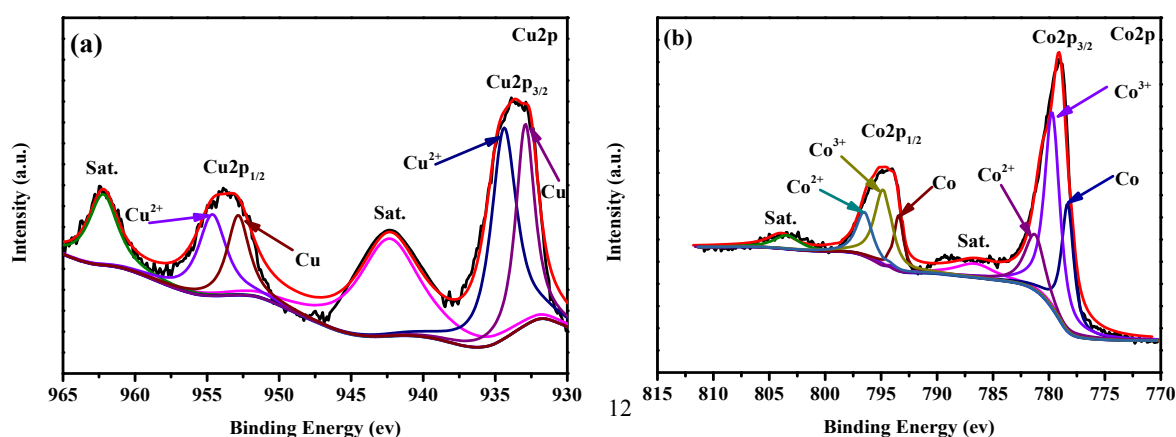 (a)
Cu2p
Cu2p3/2
Cu2+
Cu
Sat.
Cu2p1/2
Cu2+
Cu
Sat.
Intensity (a.u.)
965 960 955 950 945 940 935 930
Binding Energy (ev)
12
(b)
Co2p3/2 Co2p
Co3+
Co2p1/2
Co3+
Co2+
Co
Co2+
Co
Sat.
Sat.
Intensity (a.u.)
815 810 805 800 795 790 785 780 775 770
Binding Energy (ev)